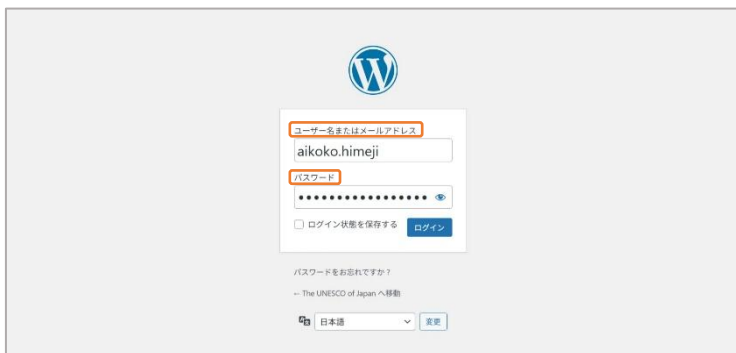 ユーザー名またはメールアドレス
aikoko.himeji
パスワード
•••••••••••••••••
ログイン状態を保存する ログイン
パスワードをお忘れですか？
← The UNESCO of Japan へ移動
日本語 変更